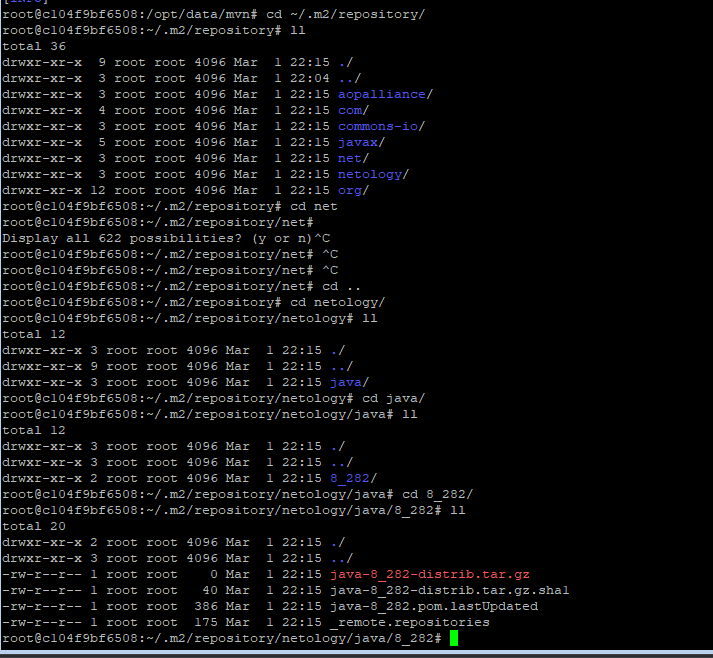 [INFO]
root@c104f9bf6508:/opt/data/mvn# cd ~/.m2/repository/
root@c104f9bf6508:~/.m2/repository# ll
total 36
drwxr-xr-x  9 root root 4096 Mar  1 22:15 ./
drwxr-xr-x  3 root root 4096 Mar  1 22:04 ../
drwxr-xr-x  3 root root 4096 Mar  1 22:15 aopalliance/
drwxr-xr-x  4 root root 4096 Mar  1 22:15 com/
drwxr-xr-x  3 root root 4096 Mar  1 22:15 commons-io/
drwxr-xr-x  5 root root 4096 Mar  1 22:15 javax/
drwxr-xr-x  3 root root 4096 Mar  1 22:15 net/
drwxr-xr-x  3 root root 4096 Mar  1 22:15 netology/
drwxr-xr-x 12 root root 4096 Mar  1 22:15 org/
root@c104f9bf6508:~/.m2/repository# cd net
root@c104f9bf6508:~/.m2/repository/net#
Display all 622 possibilities? (y or n)^C
root@c104f9bf6508:~/.m2/repository/net# ^C
root@c104f9bf6508:~/.m2/repository/net# ^C
root@c104f9bf6508:~/.m2/repository/net# cd ..
root@c104f9bf6508:~/.m2/repository# cd netology/
root@c104f9bf6508:~/.m2/repository/netology# ll
total 12
drwxr-xr-x 3 root root 4096 Mar  1 22:15 ./
drwxr-xr-x 9 root root 4096 Mar  1 22:15 ../
drwxr-xr-x 3 root root 4096 Mar  1 22:15 java/
root@c104f9bf6508:~/.m2/repository/netology# cd java/
root@c104f9bf6508:~/.m2/repository/netology/java# ll
total 12
drwxr-xr-x 3 root root 4096 Mar  1 22:15 ./
drwxr-xr-x 3 root root 4096 Mar  1 22:15 ../
drwxr-xr-x 2 root root 4096 Mar  1 22:15 8_282/
root@c104f9bf6508:~/.m2/repository/netology/java# cd 8_282/
root@c104f9bf6508:~/.m2/repository/netology/java/8_282# ll
total 20
drwxr-xr-x 2 root root 4096 Mar  1 22:15 ./
drwxr-xr-x 3 root root 4096 Mar  1 22:15 ../
-rw-r--r-- 1 root root    0 Mar  1 22:15 java-8_282-distrib.tar.gz
-rw-r--r-- 1 root root   40 Mar  1 22:15 java-8_282-distrib.tar.gz.sha1
-rw-r--r-- 1 root root  386 Mar  1 22:15 java-8_282.pom.lastUpdated
-rw-r--r-- 1 root root  175 Mar  1 22:15 _remote.repositories
root@c104f9bf6508:~/.m2/repository/netology/java/8_282#